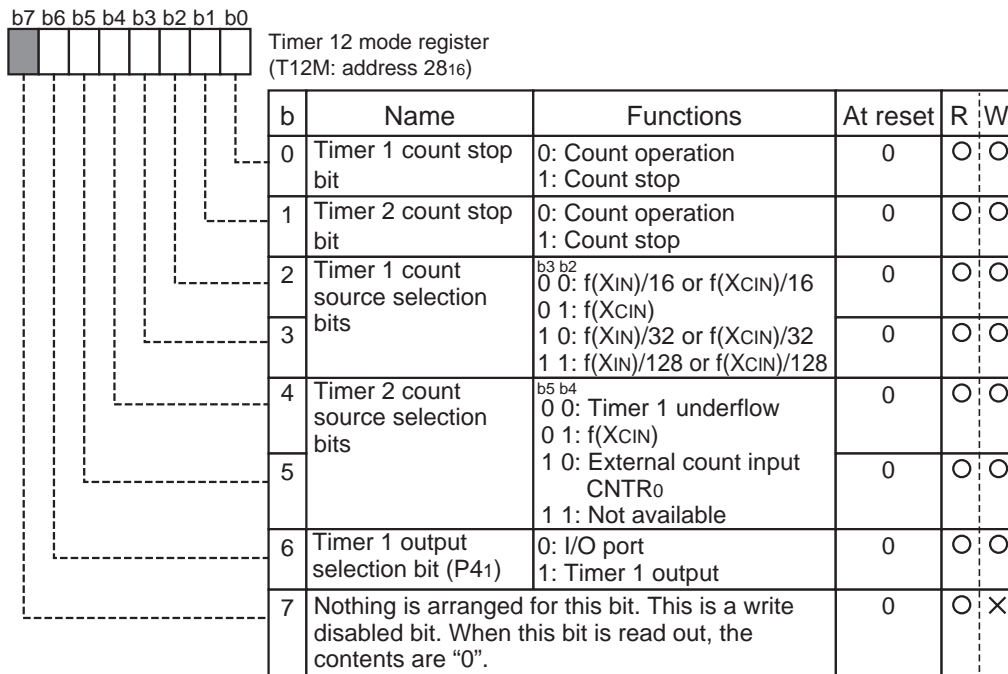 b7 b6 b5 b4 b3 b2 b1 b0
Timer 12 mode register
(T12M: address 2816)
b Name Functions At reset R W
0 Timer 1 count stop bit 0: Count operation 0 O O
1: Count stop
1 Timer 2 count stop bit 0: Count operation 0 O O
1: Count stop
2 Timer 1 count source selection bits b3 b2 0 O O
0 0: f(XIN)/16 or f(XCIN)/16
0 1: f(XCIN)
3 1 0: f(XIN)/32 or f(XCIN)/32 0 O O
1 1: f(XIN)/128 or f(XCIN)/128
4 Timer 2 count source selection bits b5 b4 0 O O
0 0: Timer 1 underflow
0 1: f(XCIN)
5 1 0: External count input 0 O O
CNTR0
1 1: Not available
6 Timer 1 output selection bit (P41) 0: I/O port 0 O O
1: Timer 1 output
7 Nothing is arranged for this bit. This is a write 0 O ×
disabled bit. When this bit is read out, the
contents are “0”.